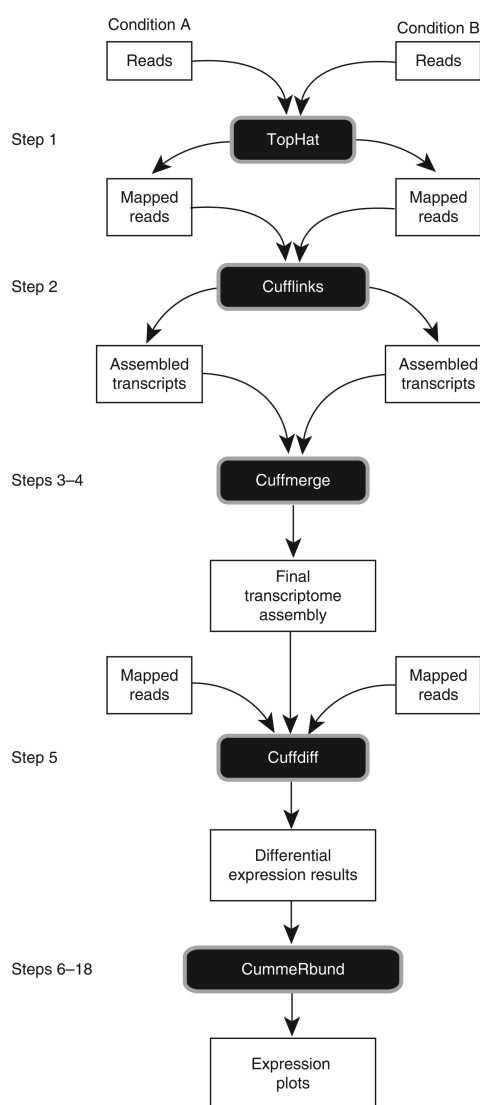 Condition A
Condition B
Reads
Reads
Step 1
TopHat
Mapped
reads
Mapped
reads
Step 2
Cufflinks
Assembled
transcripts
Assembled
transcripts
Steps 3–4
Cuffmerge
Final
transcriptome
assembly
Mapped
reads
Mapped
reads
Step 5
Cuffdiff
Differential
expression results
Steps 6–18
CummeRbund
Expression
plots